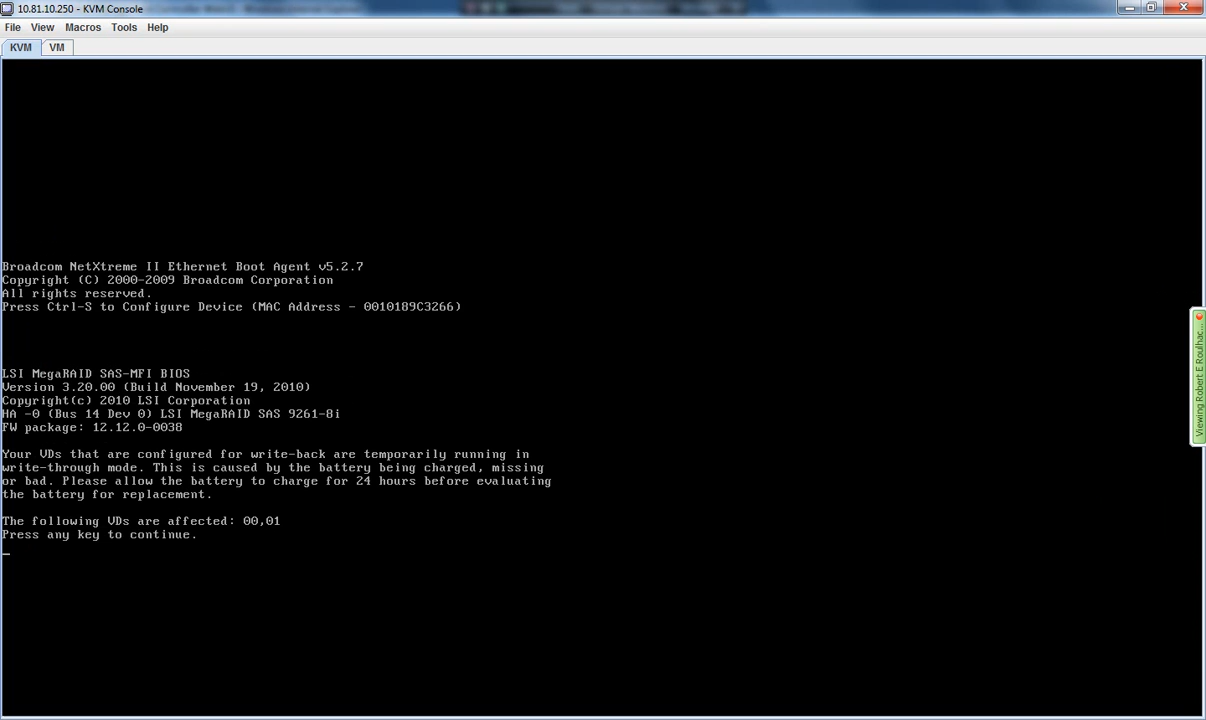 10.81.10.250 - KVM Console
File View Macros Tools Help
KVM VM
Broadcom NetXtreme II Ethernet Boot Agent v5.2.7
Copyright (C) 2000-2009 Broadcom Corporation
All rights reserved.
Press Ctrl-S to Configure Device (MAC Address - 0010189C3266)
LSI MegaRAID SAS-MFI BIOS
Version 3.20.00 (Build November 19, 2010)
Copyright(c) 2010 LSI Corporation
HA -0 (Bus 14 Dev 0) LSI MegaRAID SAS 9261-8i
FW package: 12.12.0-0038
Your VDs that are configured for write-back are temporarily running in
write-through mode. This is caused by the battery being charged, missing
or bad. Please allow the battery to charge for 24 hours before evaluating
the battery for replacement.
The following VDs are affected: 00,01
Press any key to continue.
Viewing Robert E Roulhac...